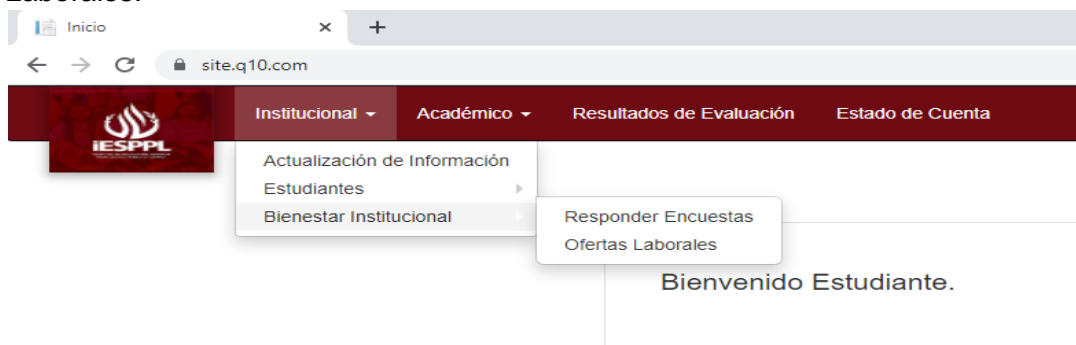 Laborales.
Inicio
site.q10.com
IESPPL
Institucional
Académico
Resultados de Evaluación
Estado de Cuenta
Actualización de Información
Estudiantes
Bienestar Institucional
Responder Encuestas
Ofertas Laborales
Bienvenido Estudiante.